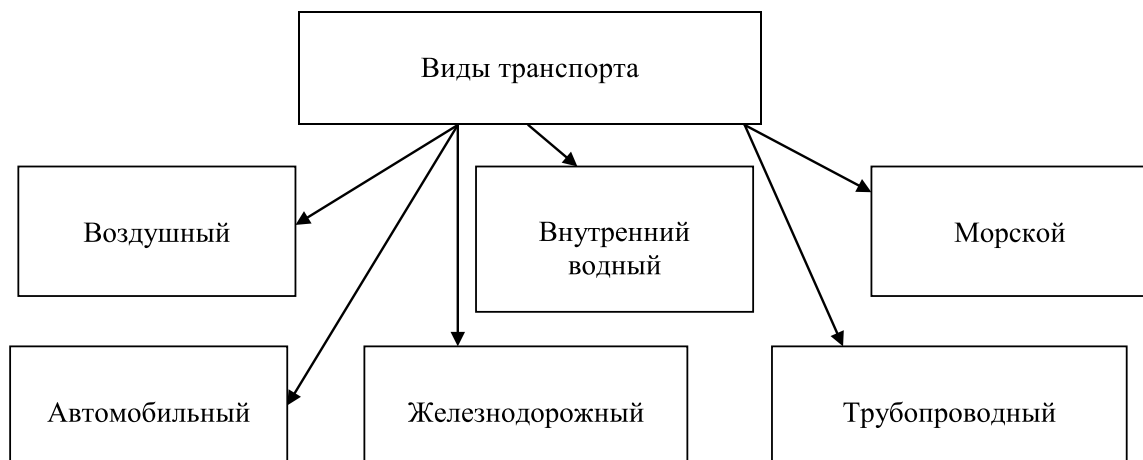 Виды транспорта
Воздушный
Внутренний
водный
Морской
Автомобильный
Железнодорожный
Трубопроводный